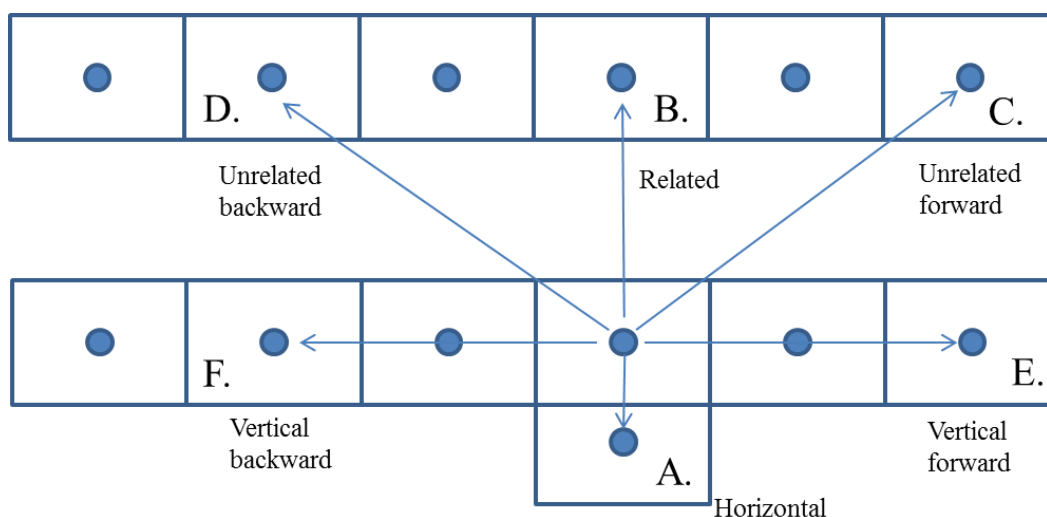 D.
B.
C.
Unrelated
backward
Related
Unrelated
forward
F.
E.
Vertical
backward
A.
Vertical
forward
Horizontal